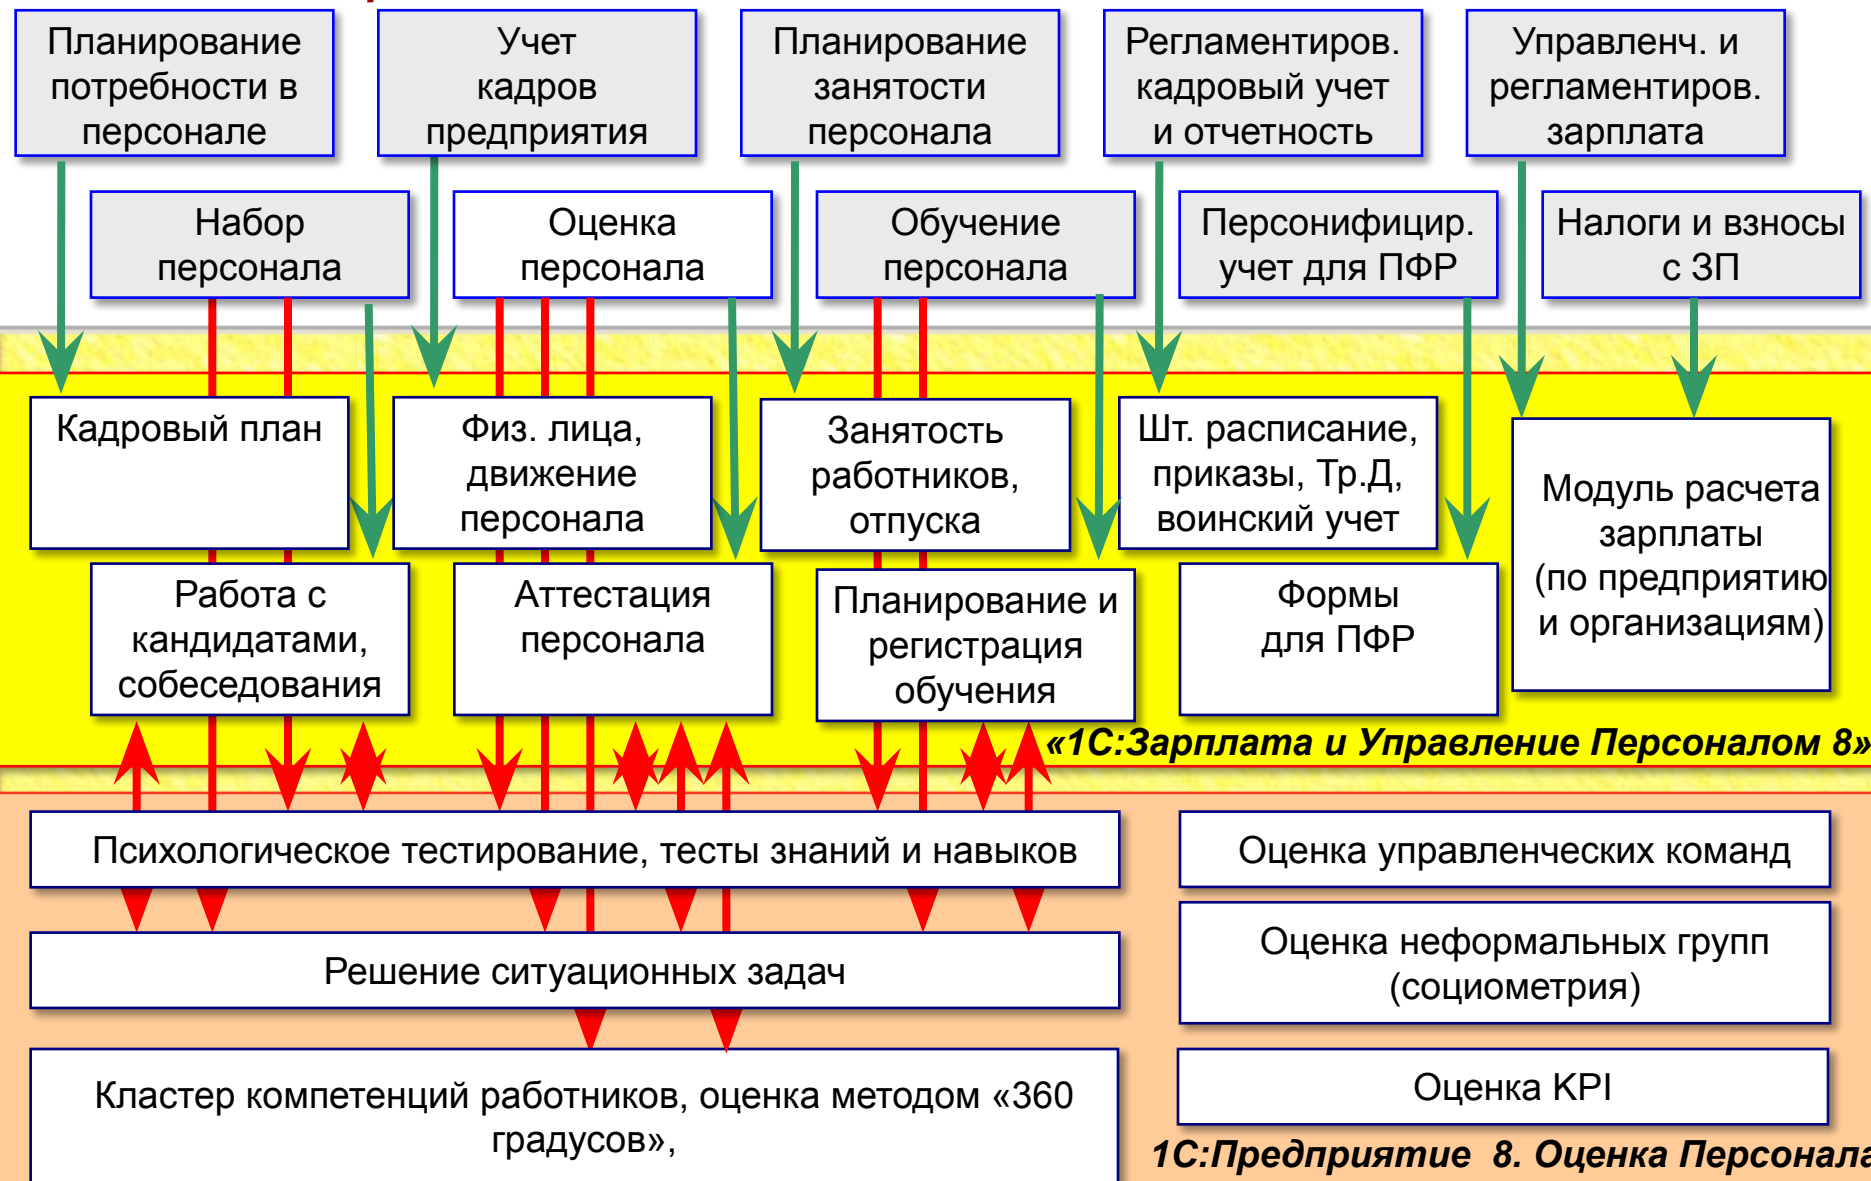 Планирование
потребности в
персонале
Учет
кадров
предприятия
Планирование
занятости
персонала
Регламентиров.
кадровый учет
и отчетность
Управленч. и
регламентиров.
зарплата
Набор
персонала
Оценка
персонала
Обучение
персонала
Персонифицир.
учет для ПФР
Налоги и взносы
с ЗП
Кадровый план
Физ. лица,
движение
персонала
Занятость
работников,
отпуска
Шт. расписание,
приказы, Тр.Д,
воинский учет
Модуль расчета
зарплаты
(по предприятию
и организациям)
Работа с
кандидатами,
собеседования
Аттестация
персонала
Планирование и
регистрация
обучения
Формы
для ПФР
«1С:Зарплата и Управление Персоналом 8»
Психологическое тестирование, тесты знаний и навыков
Оценка управленческих команд
Решение ситуационных задач
Оценка неформальных групп
(социометрия)
Кластер компетенций работников, оценка методом «360
градусов»,
Оценка KPI
1С:Предприятие 8. Оценка Персонала